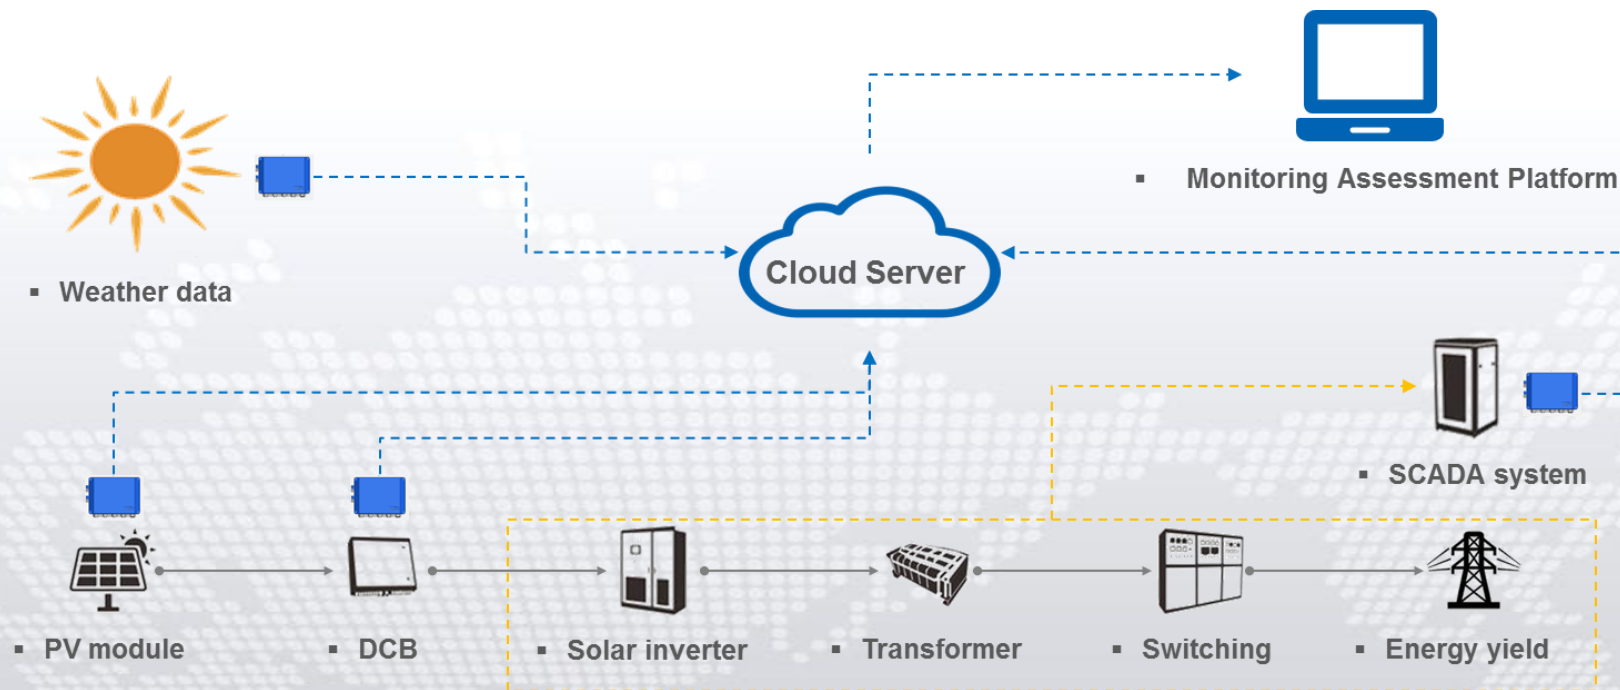 ▪ Monitoring Assessment Platform
Cloud Server
▪ Weather data
▪ SCADA system
▪ PV module
▪ DCB
▪ Solar inverter
▪ Transformer
▪ Switching
▪ Energy yield